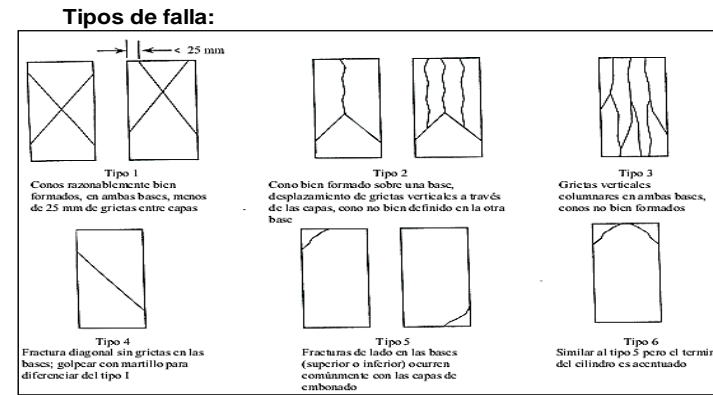 Tipos de falla:
< 25 mm
Tipo 1
Conos razonablemente bien
formados, en ambas bases, menos
de 25 mm de grietas entre capas
Tipo 2
Cono bien formado sobre una base,
desplazamiento de grietas verticales a través
de las capas, cono no bien definido en la otra
base
Tipo 3
Grietas verticales
columnares en ambas bases,
conos no bien formados
Tipo 4
Fractura diagonal sin grietas en las
bases; golpear con martillo para
diferenciar del tipo I
Tipo 5
Fracturas de lado en las bases
(superior o inferior) ocurren
comúnmente con las capas de
embonado
Tipo 6
Similar al tipo 5 pero el termin
del cilindro es acentuado